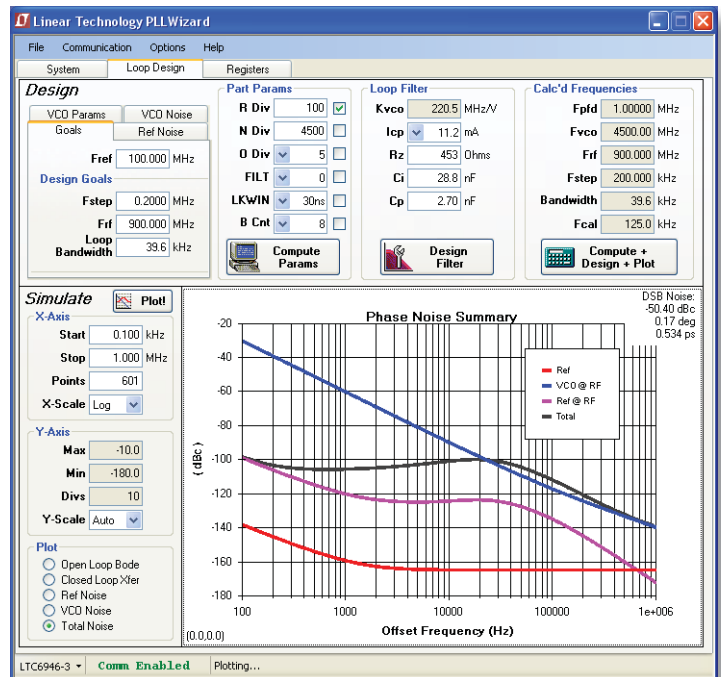 Linear Technology PLLWizard
File Communication Options Help
System Loop Design Registers
Design
VCO Params VCO Noise
Goals Ref Noise
Fref 100.000 MHz
Design Goals
Fstep 0.2000 MHz
Frf 900.000 MHz
Loop Bandwidth 39.6 kHz
Part Params
R Div 100
N Div 4500
O Div 5
FILT 0
LKWIN 30ns
B Cnt 8
Compute Params
Loop Filter
Kvco 220.5 MHz/V
Icp 11.2 mA
Rz 453 Ohms
Ci 28.8 nF
Cp 2.70 nF
Design Filter
Calc'd Frequencies
Fpfd 1.00000 MHz
Fvco 4500.00 MHz
Frf 900.000 MHz
Fstep 200.000 kHz
Bandwidth 39.6 kHz
Fcal 125.0 kHz
Compute + Design + Plot
Simulate Plot!
X-Axis
Start 0.100 kHz
Stop 1.000 MHz
Points 601
X-Scale Log
Y-Axis
Max -10.0
Min -180.0
Divs 10
Y-Scale Auto
Plot
Open Loop Bode
Closed Loop Xfer
Ref Noise
VCO Noise
Total Noise
DSB Noise:
-50.40 dBc
0.17 deg
0.534 ps
Phase Noise Summary
-20
-40
-60
-80
-100
-120
-140
-160
-180
( dBc )
Ref
VCO @ RF
Ref @ RF
Total
100 1000 10000 100000 1e+006
Offset Frequency (Hz)
(0.0,0.0)
LTC6946-3 Comm Enabled Plotting...